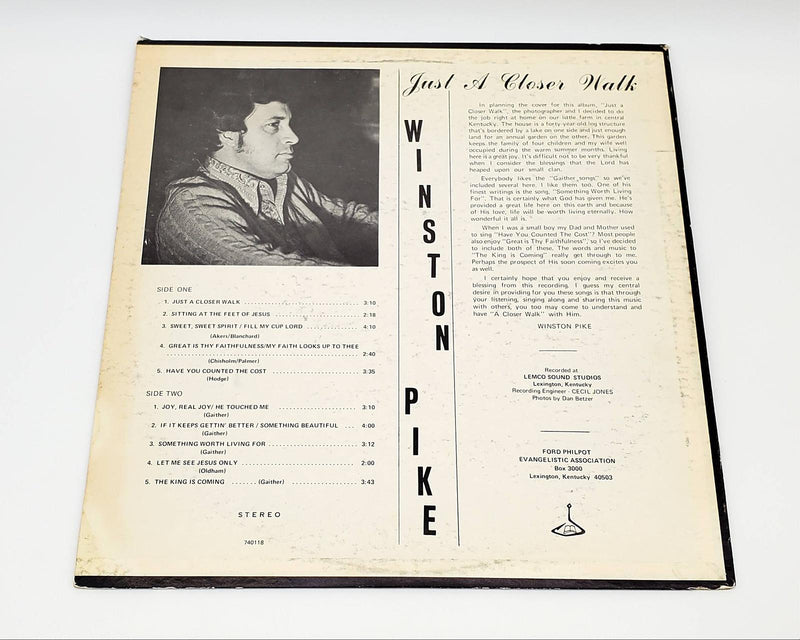 Just A Closer Walk
WINSTON
PIKE
In planning the cover for this album, "Just a
Closer Walk", the photographer and I decided to do
the job right at home on our little farm in central
Kentucky. The house is a forty-year old log structure
that's bordered by a lake on one side and just enough
land for an annual garden on the other. This garden
keeps the family of four children and my wife well
occupied during the warm summer months. Living
here is a great joy. It's difficult not to be very thankful
when I consider the blessings that the Lord has
heaped upon our small clan.
Everybody likes the "Gaither songs" so we've
included several here. I like them too. One of his
finest writings is the song, "Something Worth Living
For". That is certainly what God has given me. He's
provided a great life here on this earth and because
of His love, life will be worth living eternally. How
wonderful it all is.
When I was a small boy my Dad and Mother used
to sing "Have You Counted The Cost"? Most people
also enjoy "Great is Thy Faithfulness", so I've decided
to include both of these. The words and music to
"The King is Coming" really get through to me.
Perhaps the prospect of His soon coming excites you
as well.
I certainly hope that you enjoy and receive a
blessing from this recording. I guess my central
desire in providing for you these songs is that through
your listening, singing along and sharing this music
with others, you too may come to understand and
have "A Closer Walk" with Him.
WINSTON PIKE
SIDE ONE
1. JUST A CLOSER WALK 3:10
2. SITTING AT THE FEET OF JESUS 2:18
3. SWEET, SWEET SPIRIT / FILL MY CUP LORD 4:10
(Akers/Blanchard)
4. GREAT IS THY FAITHFULNESS/MY FAITH LOOKS UP TO THEE
2:40
(Chisholm/Palmer)
5. HAVE YOU COUNTED THE COST 3:35
(Hodge)
SIDE TWO
1. JOY, REAL JOY/ HE TOUCHED ME 3:10
(Gaither)
2. IF IT KEEPS GETTIN' BETTER / SOMETHING BEAUTIFUL 4:00
(Gaither)
3. SOMETHING WORTH LIVING FOR 3:12
(Gaither)
4. LET ME SEE JESUS ONLY 2:00
(Oldham)
5. THE KING IS COMING (Gaither) 3:43
STEREO
740118
Recorded at
LEMCO SOUND STUDIOS
Lexington, Kentucky
Recording Engineer - CECIL JONES
Photos by Dan Betzer
FORD PHILPOT
EVANGELISTIC ASSOCIATION
Box 3000
Lexington, Kentucky 40503